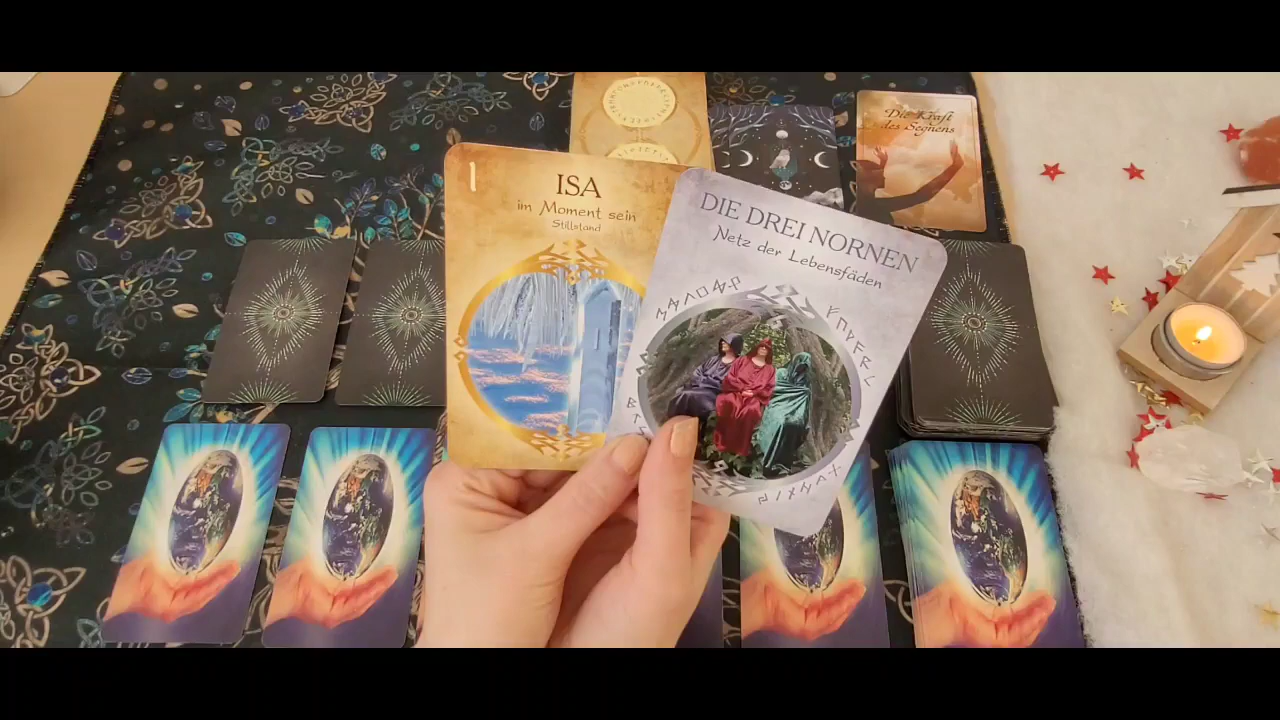 Die Kraft
des Segnens
ISA
im Moment sein
Stillstand
DIE DREI NORNEN
Netz der Lebensfäden